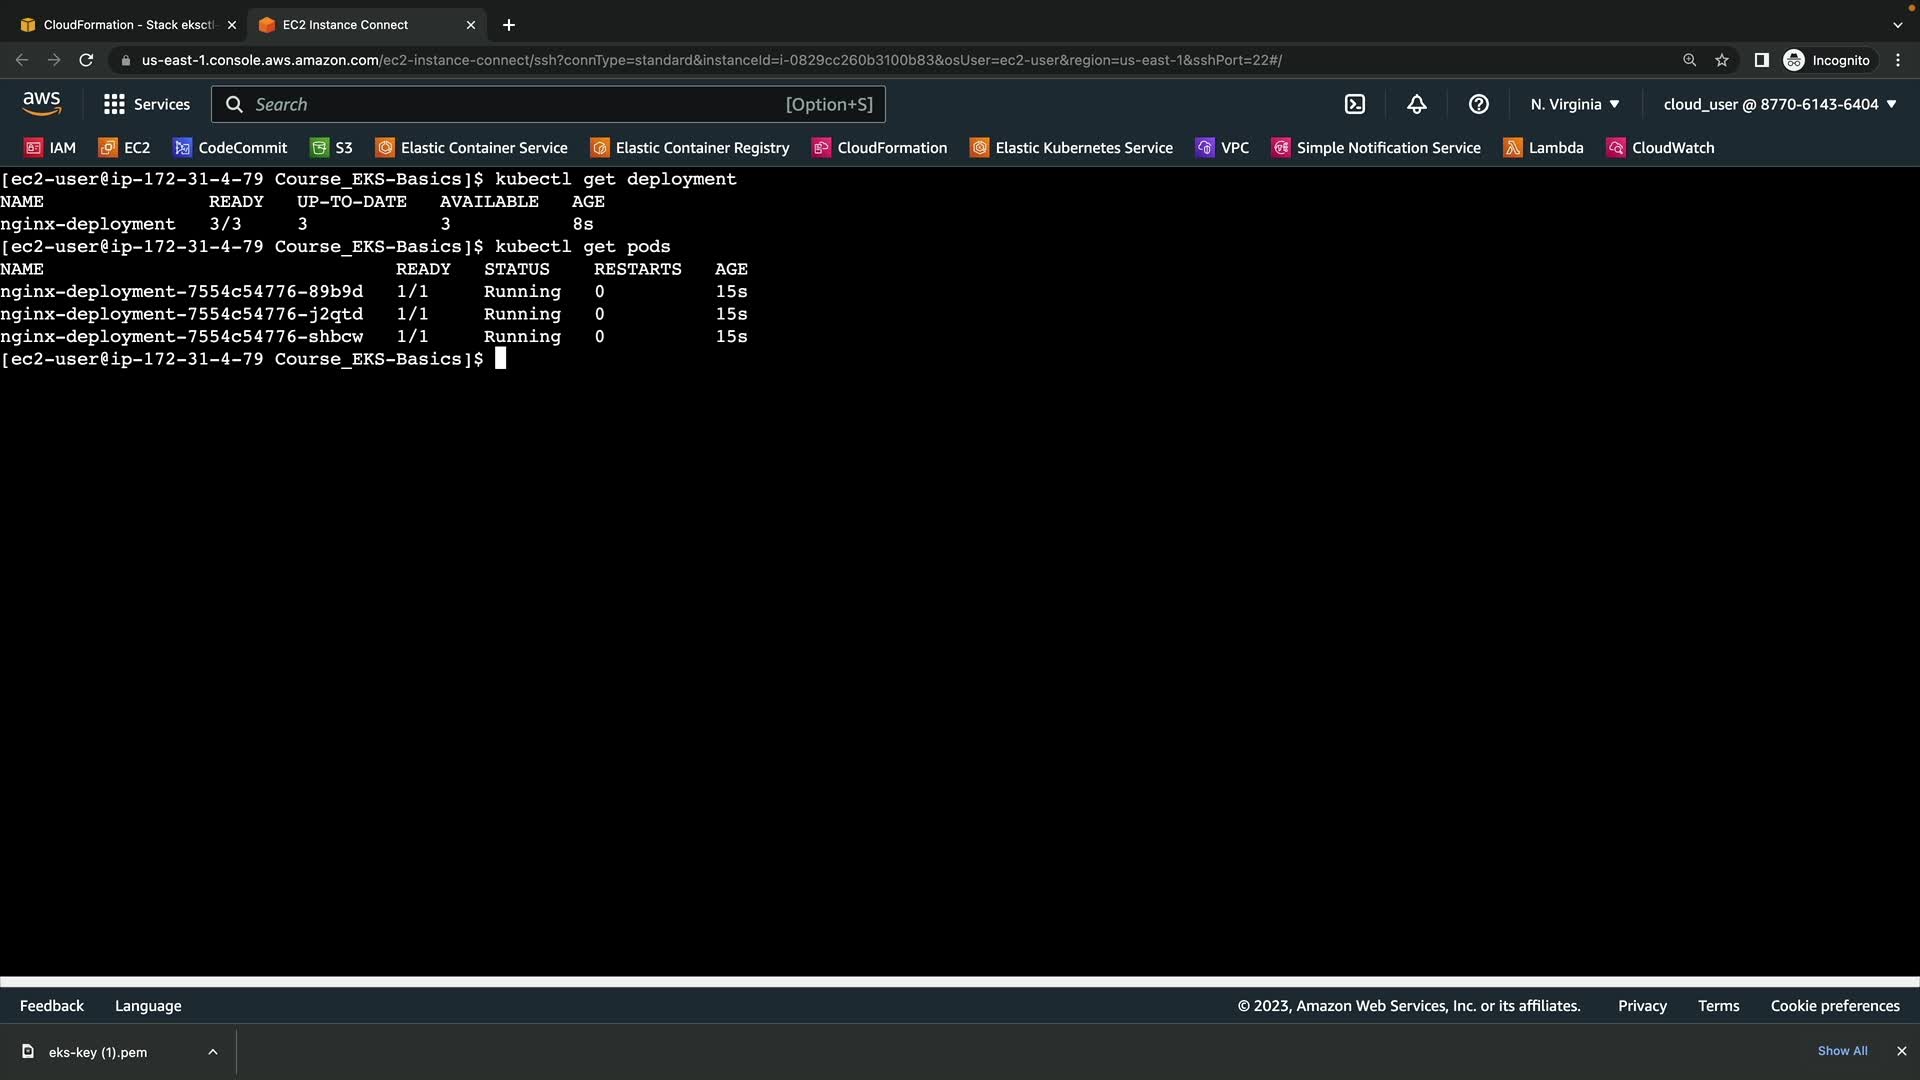 CloudFormation - Stack eksctl
EC2 Instance Connect
us-east-1.console.aws.amazon.com/ec2-instance-connect/ssh?connType=standard&instanceId=i-0829cc260b3100b83&osUser=ec2-user&region=us-east-1&sshPort=22#/
Incognito
aws
Services
Search
[Option+S]
N. Virginia
cloud_user @ 8770-6143-6404
IAM EC2 CodeCommit S3 Elastic Container Service Elastic Container Registry CloudFormation Elastic Kubernetes Service VPC Simple Notification Service Lambda CloudWatch
[ec2-user@ip-172-31-4-79 Course_EKS-Basics]$ kubectl get deployment
NAME READY UP-TO-DATE AVAILABLE AGE
nginx-deployment 3/3 3 3 8s
[ec2-user@ip-172-31-4-79 Course_EKS-Basics]$ kubectl get pods
NAME READY STATUS RESTARTS AGE
nginx-deployment-7554c54776-89b9d 1/1 Running 0 15s
nginx-deployment-7554c54776-j2qtd 1/1 Running 0 15s
nginx-deployment-7554c54776-shbcw 1/1 Running 0 15s
[ec2-user@ip-172-31-4-79 Course_EKS-Basics]$
Feedback Language © 2023, Amazon Web Services, Inc. or its affiliates. Privacy Terms Cookie preferences
eks-key (1).pem
Show All